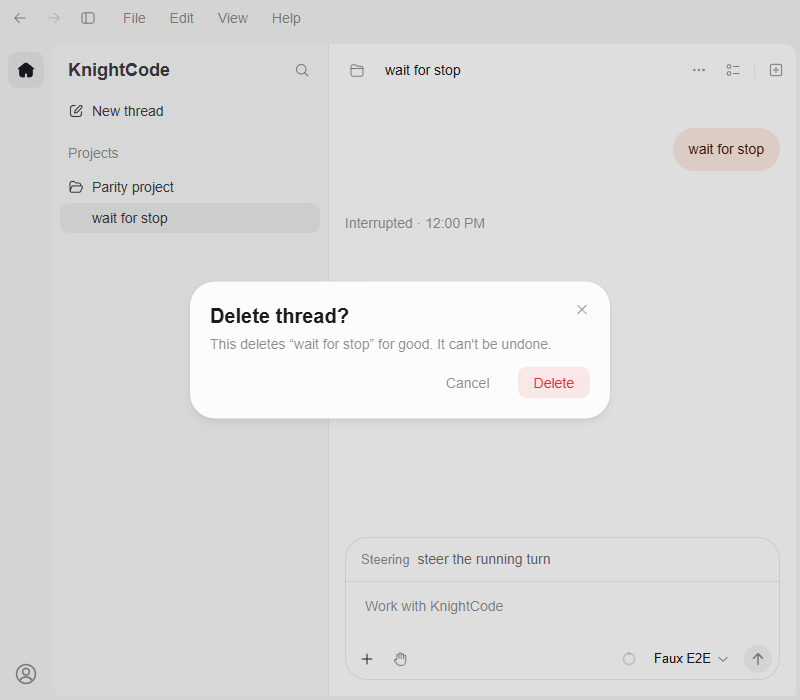 File Edit View Help
KnightCode
New thread
Projects
Parity project
wait for stop
wait for stop
wait for stop
Interrupted · 12:00 PM
Delete thread?
This deletes “wait for stop” for good. It can't be undone.
Cancel Delete
Steering steer the running turn
Work with KnightCode
Faux E2E